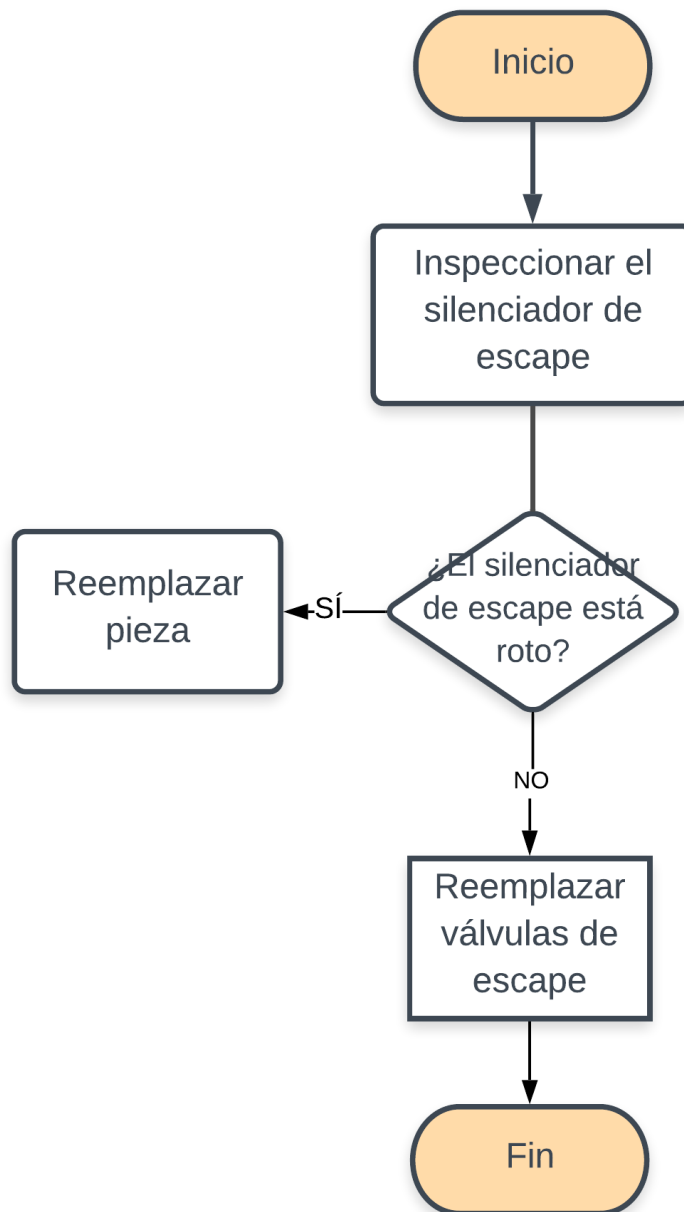 Inicio
Inspeccionar el
silenciador de
escape
¿El silenciador
de escape está
roto?
SÍ
Reemplazar
pieza
NO
Reemplazar
válvulas de
escape
Fin